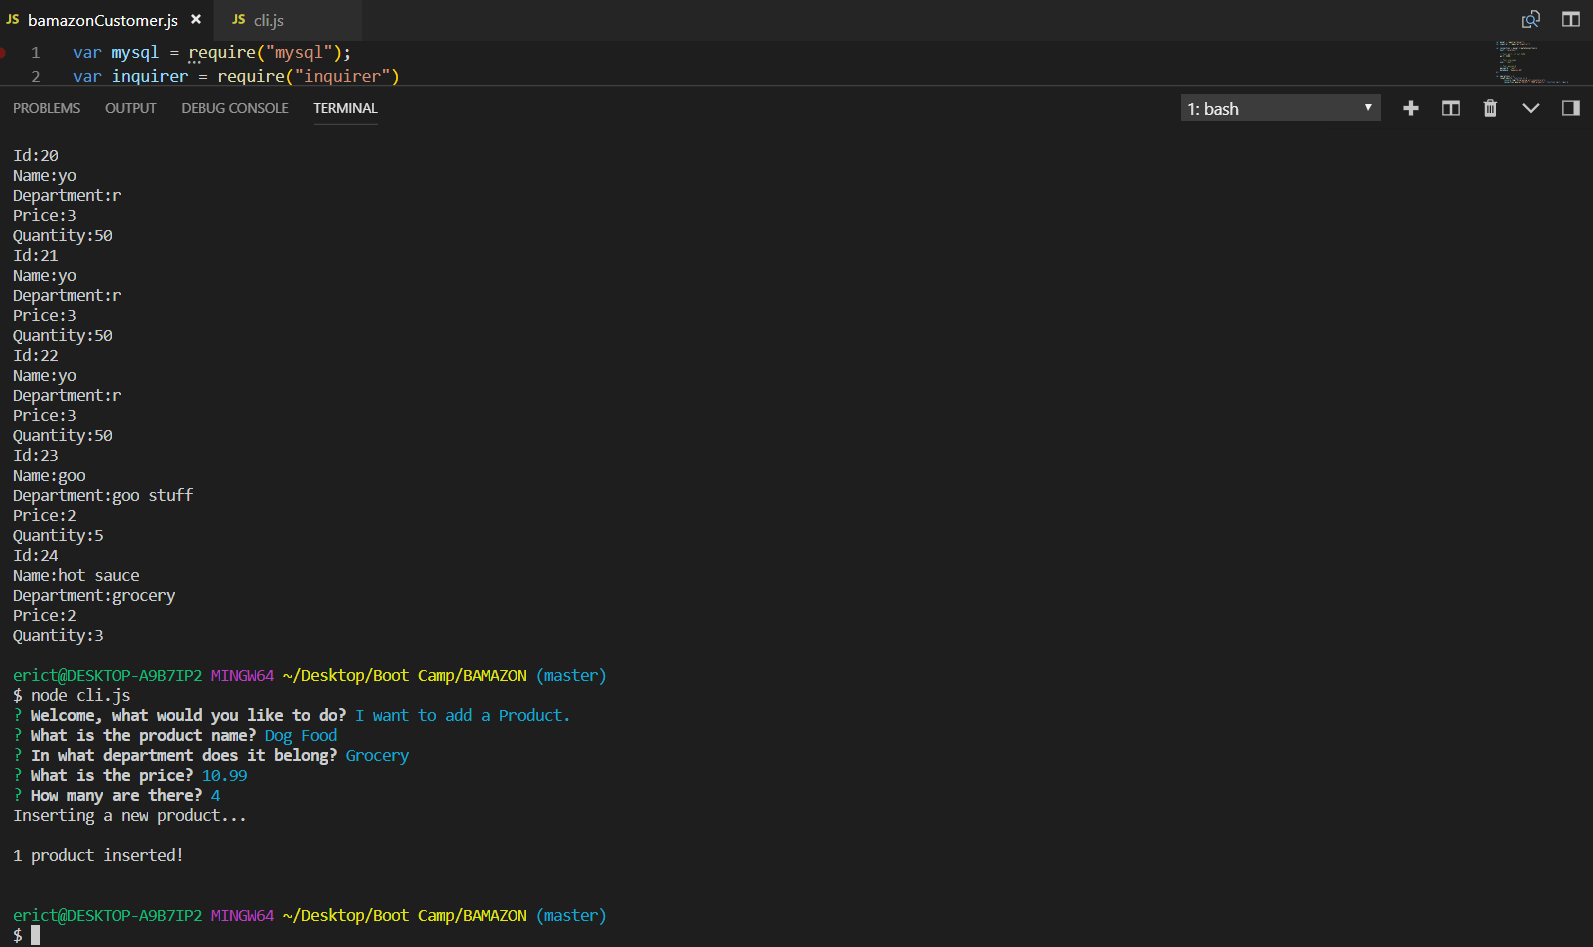 JS bamazonCustomer.js × JS cli.js
1 var mysql = require("mysql");
2 var inquirer = require("inquirer")
PROBLEMS OUTPUT DEBUG CONSOLE TERMINAL 1: bash
Id:20
Name:yo
Department:r
Price:3
Quantity:50
Id:21
Name:yo
Department:r
Price:3
Quantity:50
Id:22
Name:yo
Department:r
Price:3
Quantity:50
Id:23
Name:goo
Department:goo stuff
Price:2
Quantity:5
Id:24
Name:hot sauce
Department:grocery
Price:2
Quantity:3
erict@DESKTOP-A9B7IP2 MINGW64 ~/Desktop/Boot Camp/BAMAZON (master)
$ node cli.js
? Welcome, what would you like to do? I want to add a Product.
? What is the product name? Dog Food
? In what department does it belong? Grocery
? What is the price? 10.99
? How many are there? 4
Inserting a new product...
1 product inserted!
erict@DESKTOP-A9B7IP2 MINGW64 ~/Desktop/Boot Camp/BAMAZON (master)
$